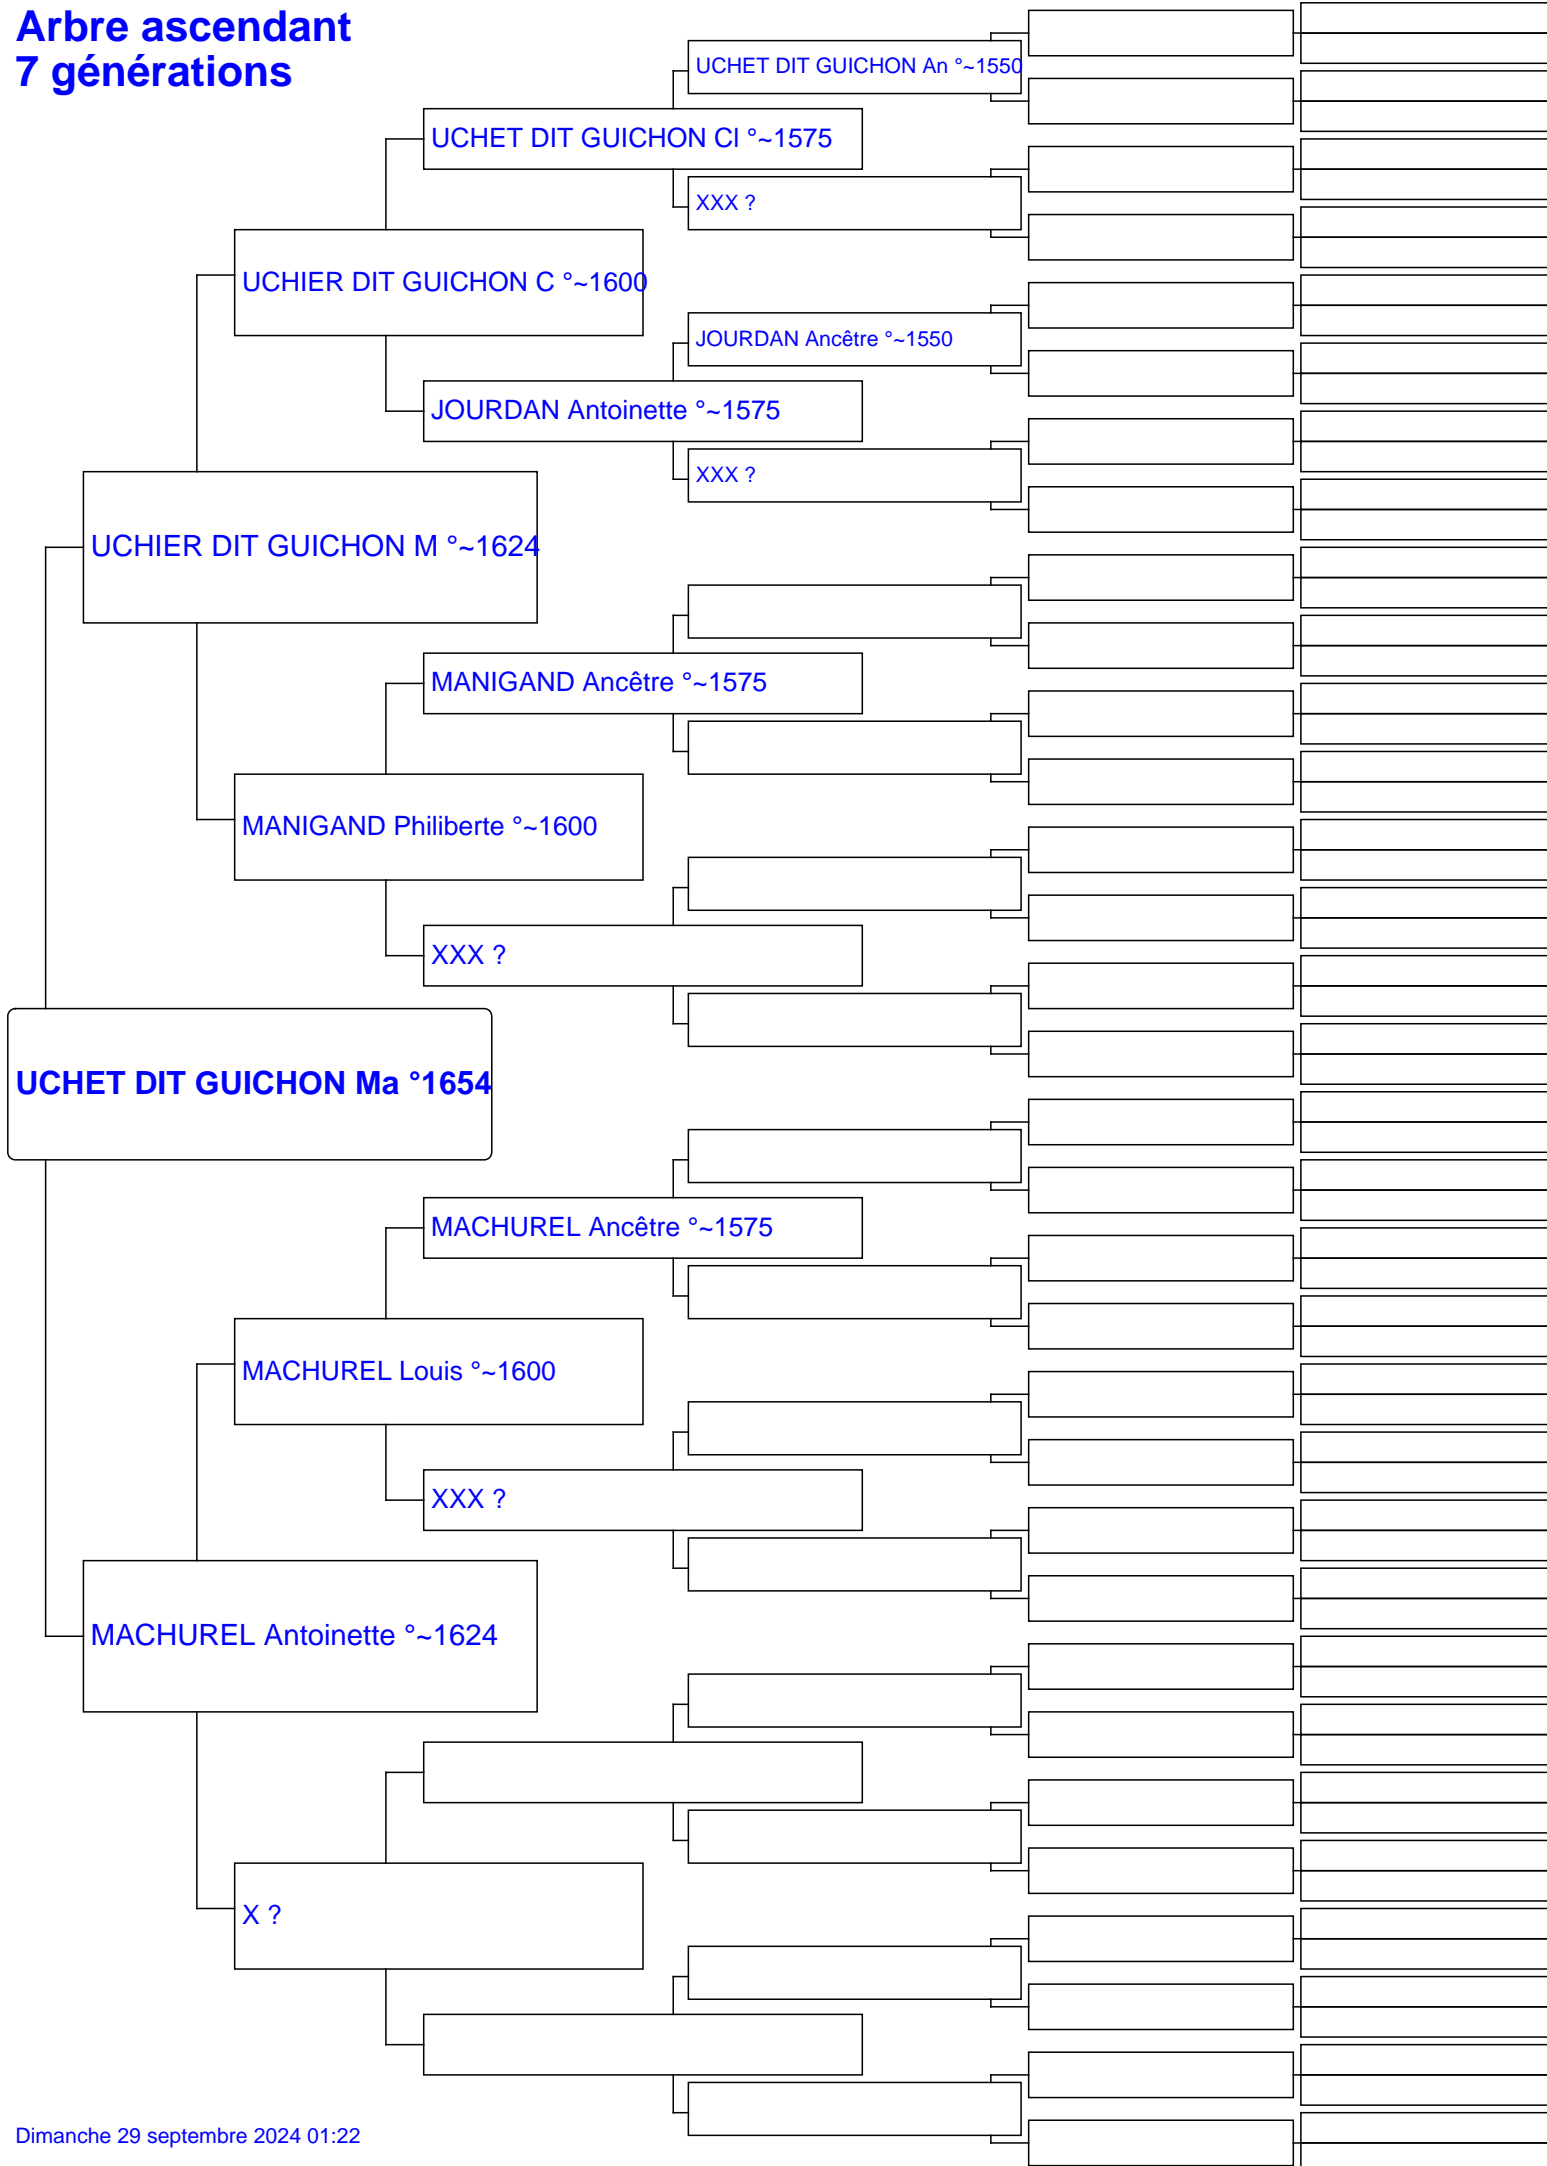 Arbre ascendant
7 générations
UCHET DIT GUICHON An °~1550
UCHET DIT GUICHON Cl °~1575
XXX ?
UCHIER DIT GUICHON C °~1600
JOURDAN Ancêtre °~1550
JOURDAN Antoinette °~1575
XXX ?
UCHIER DIT GUICHON M °~1624
MANIGAND Ancêtre °~1575
MANIGAND Philiberte °~1600
XXX ?
UCHET DIT GUICHON Ma °1654
MACHUREL Ancêtre °~1575
MACHUREL Louis °~1600
XXX ?
MACHUREL Antoinette °~1624
X ?
Dimanche 29 septembre 2024 01:22